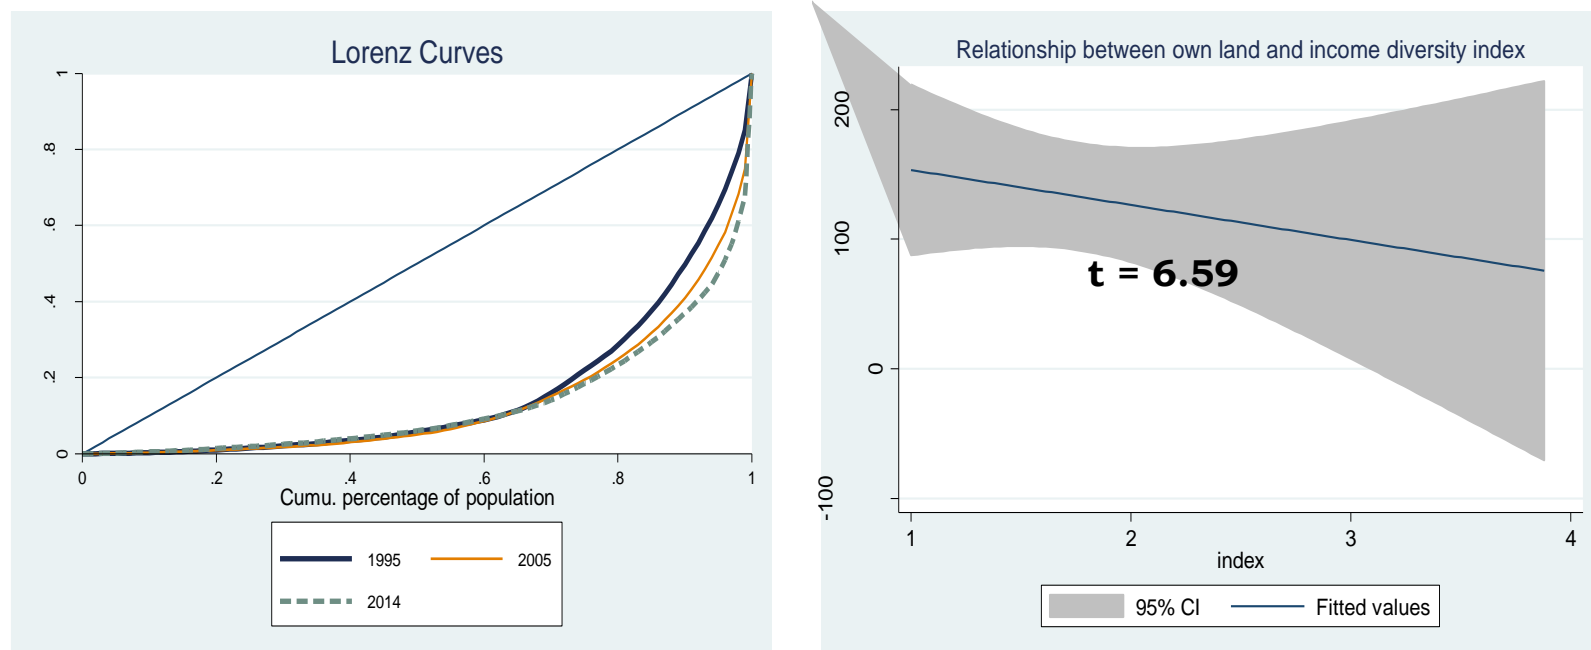 Lorenz Curves
1
.8
.6
.4
.2
0
0 .2 .4 .6 .8 1
Cumu. percentage of population
1995 2005
2014
Relationship between own land and income diversity index
200
100
0
-100
t = 6.59
1 2 3 4
index
95% CI Fitted values